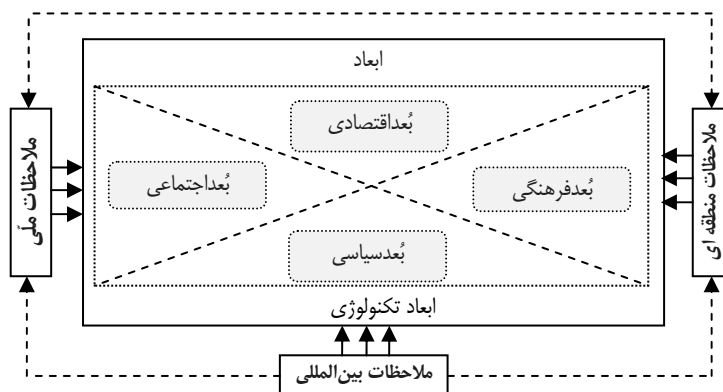 ابعاد
بُعداقتصادی
بُعدفرهنگی
بُعداجتماعی
بُعدسیاسی
ابعاد تکنولوژی
ملاحظات منطقه ای
ملاحظات ملّی
ملاحظات بین‌المللی